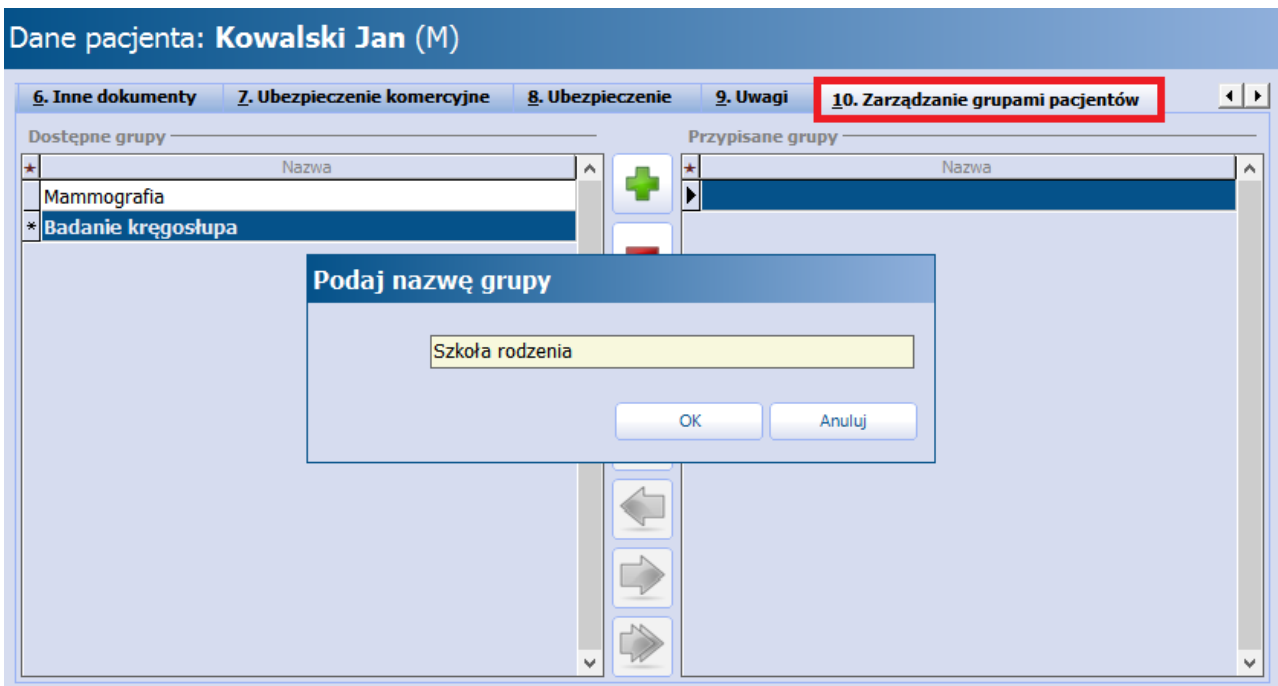 Dane pacjenta: Kowalski Jan (M)
6. Inne dokumenty 7. Ubezpieczenie komercyjne 8. Ubezpieczenie 9. Uwagi 10. Zarządzanie grupami pacjentów
Dostępne grupy Przypisane grupy
Nazwa Nazwa
Mammografia
* Badanie kręgosłupa
Podaj nazwę grupy
Szkoła rodzenia
OK Anuluj